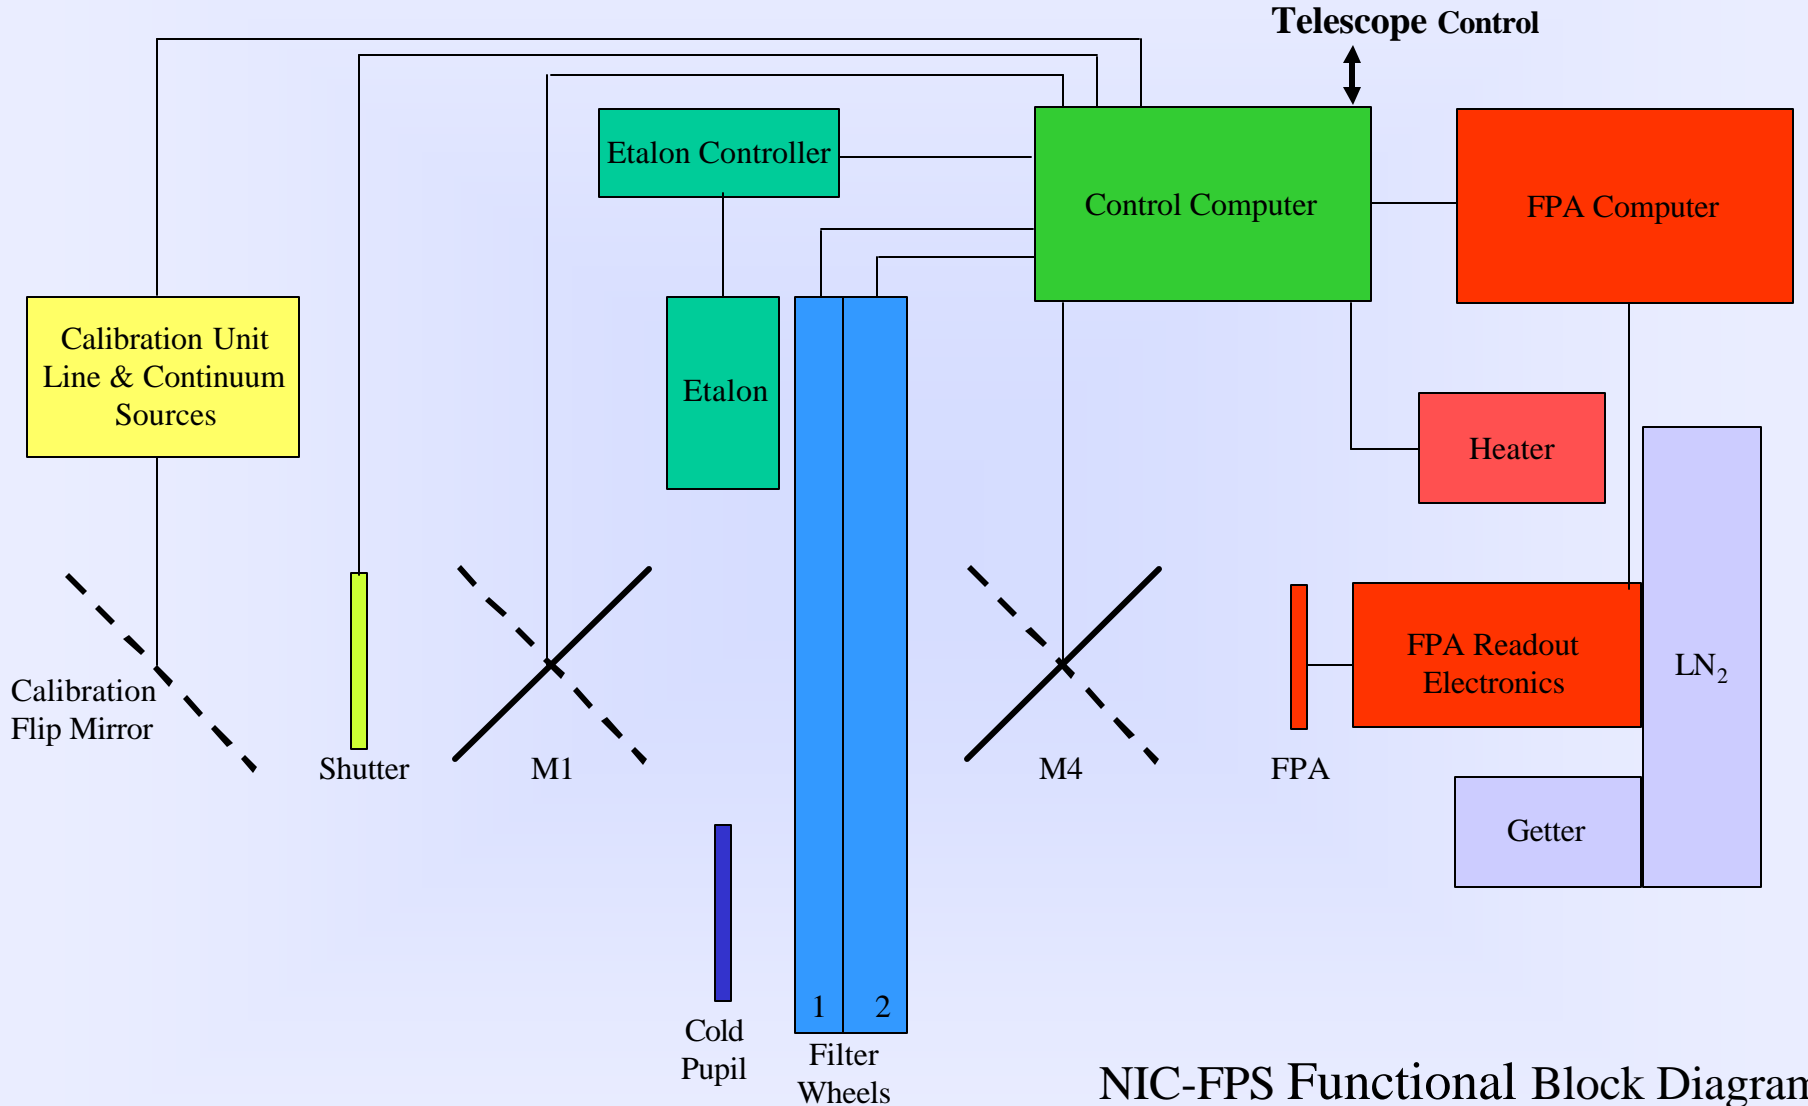 Telescope Control
Etalon Controller
Control Computer
FPA Computer
Calibration Unit
Line & Continuum
Sources
Etalon
Heater
Calibration
Flip Mirror
Shutter
M1
M4
FPA
FPA Readout
Electronics
LN₂
Getter
1 2
Cold
Pupil
Filter
Wheels
NIC-FPS Functional Block Diagram